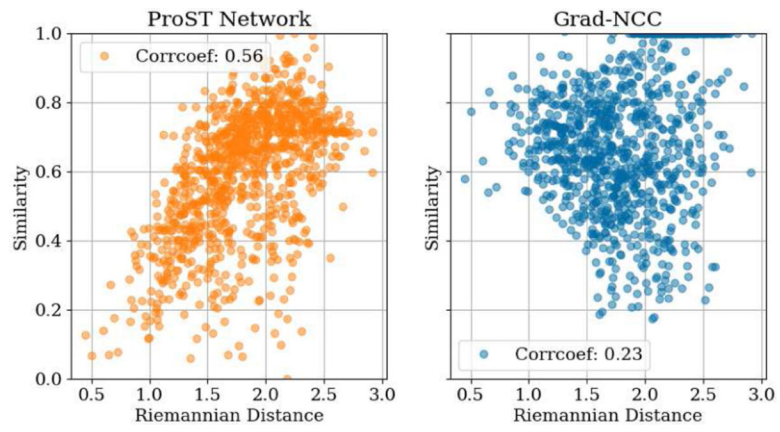 ProST Network
Corrcoef: 0.56
1.0
0.8
0.6
0.4
0.2
0.0
Similarity
0.5 1.0 1.5 2.0 2.5 3.0
Riemannian Distance
Grad-NCC
Similarity
Corrcoef: 0.23
0.5 1.0 1.5 2.0 2.5 3.0
Riemannian Distance